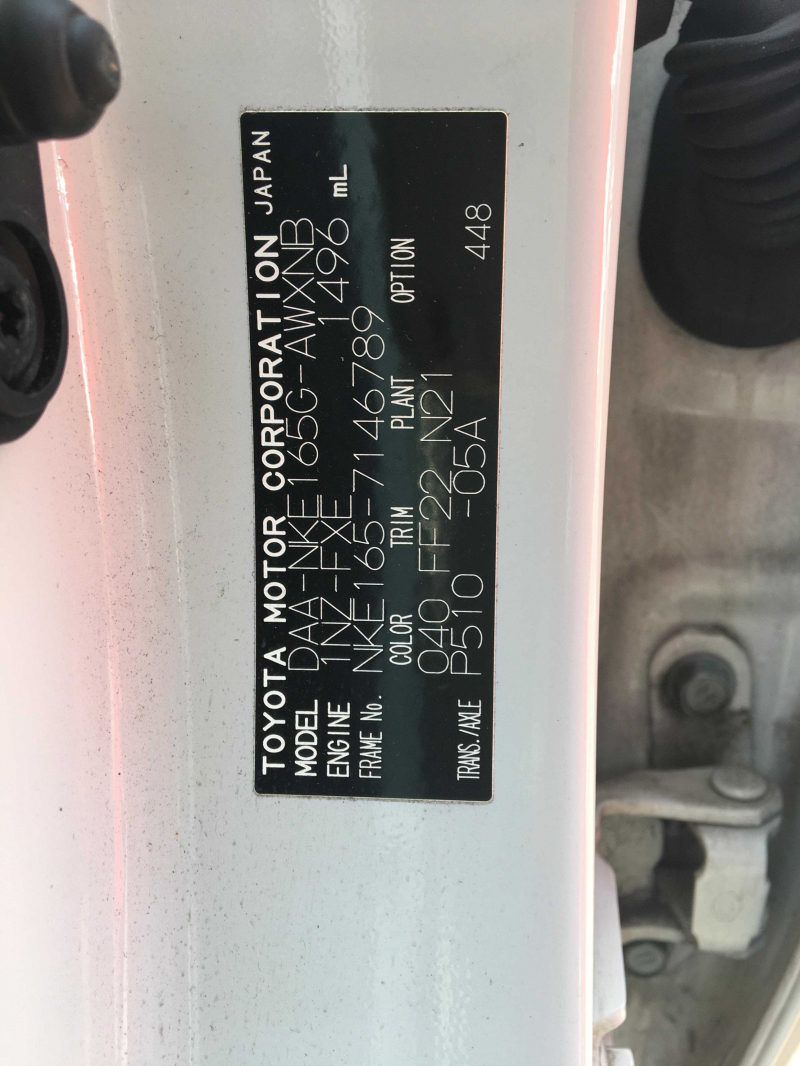 TOYOTA MOTOR CORPORATION JAPAN
MODEL DAA-NKE165G-AWXNB
ENGINE 1NZ-FXE 1496 mL
FRAME No. NKE165-7146789
COLOR TRIM PLANT OPTION
040 FF22 N21
TRANS./AXLE P510 -05A 448